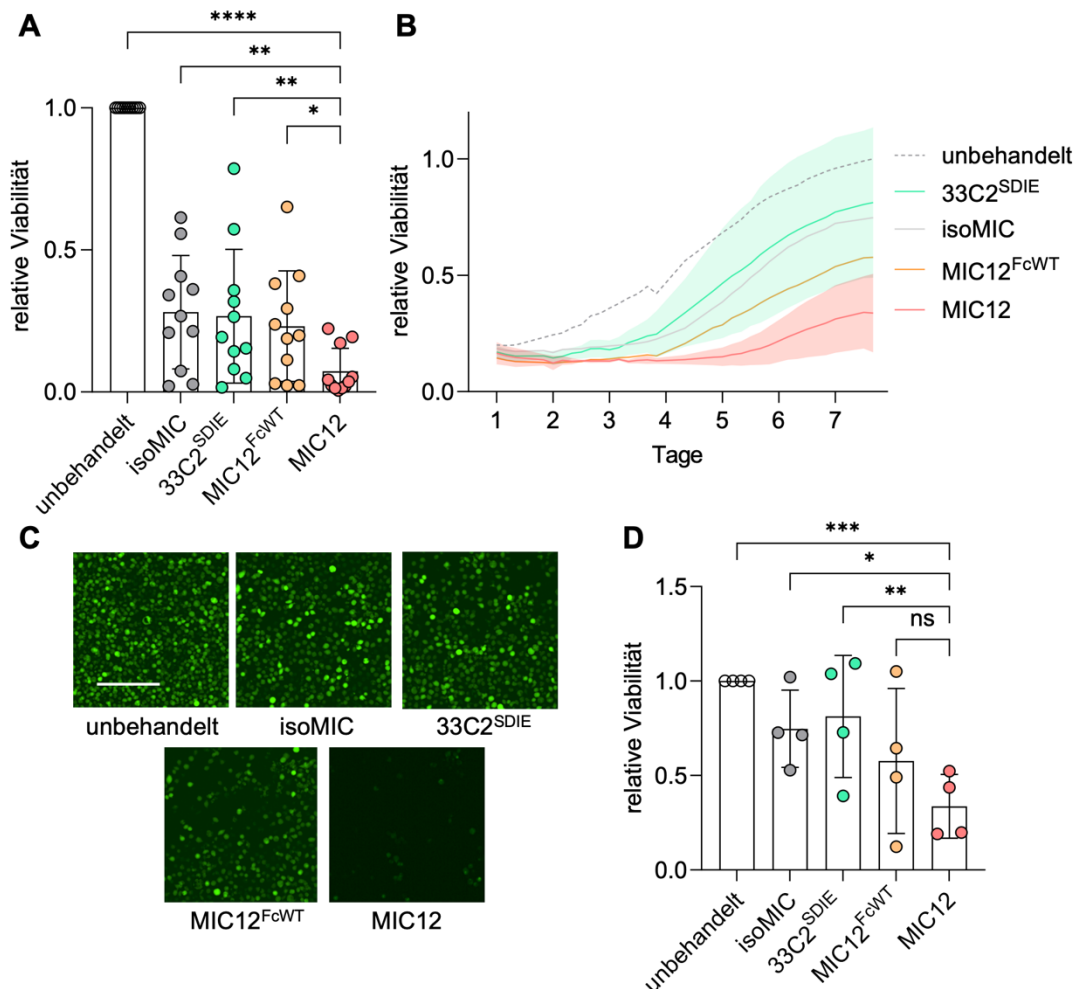 A
****
**
**
*
relative Viabilität
1.0
0.5
0.0
unbehandelt
isoMIC
33C2SDIE
MIC12FcWT
MIC12
B
relative Viabilität
1.0
0.5
0.0
1 2 3 4 5 6 7
Tage
unbehandelt
33C2SDIE
isoMIC
MIC12FcWT
MIC12
C
unbehandelt isoMIC 33C2SDIE
MIC12FcWT MIC12
D
***
*
**
ns
relative Viabilität
1.5
1.0
0.5
0.0
unbehandelt
isoMIC
33C2SDIE
MIC12FcWT
MIC12